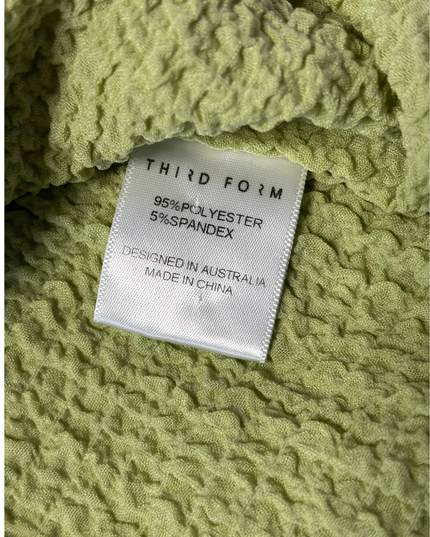 THIRD FORM
95%POLYESTER
5%SPANDEX
DESIGNED IN AUSTRALIA
MADE IN CHINA